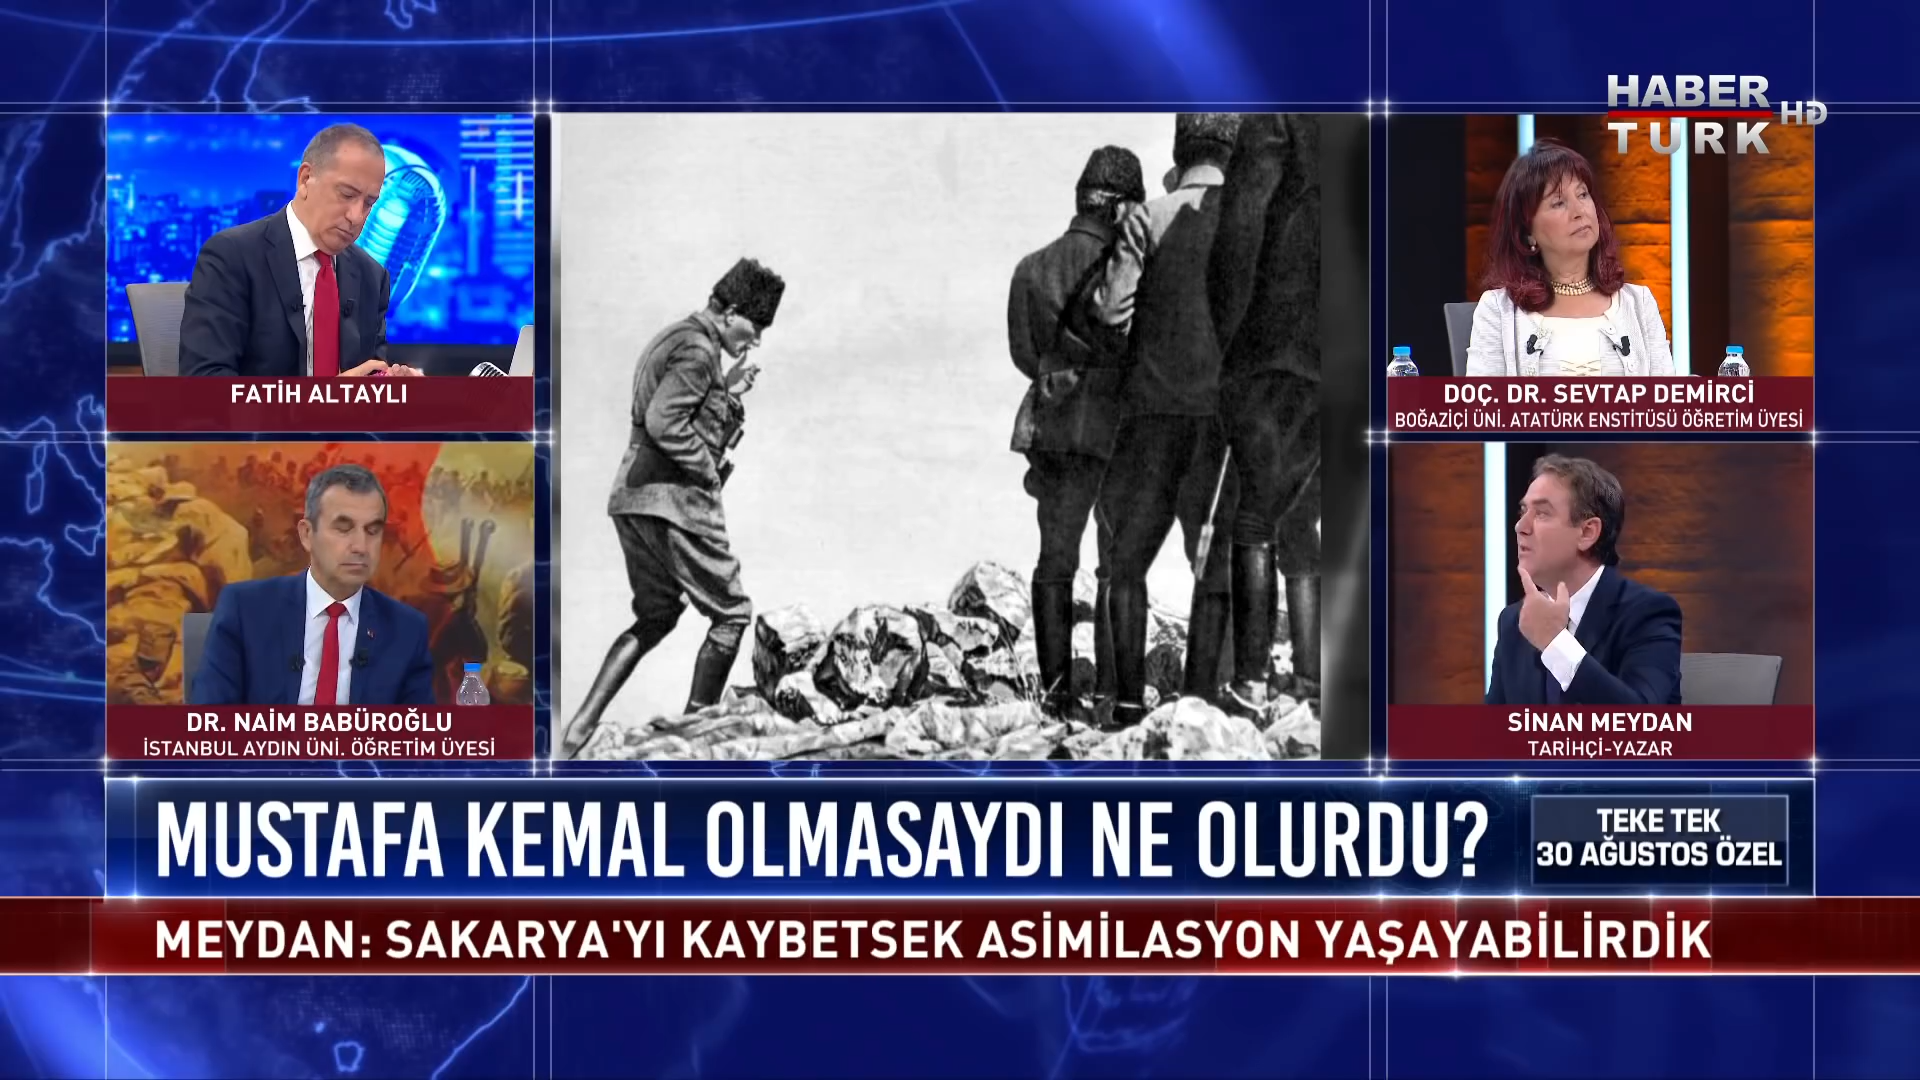 HABER
TÜRK HD
FATİH ALTAYLI
DOÇ. DR. SEVTAP DEMİRCİ
BOĞAZİÇİ ÜNİ. ATATÜRK ENSTİTÜSÜ ÖĞRETİM ÜYESİ
DR. NAİM BABÜROĞLU
İSTANBUL AYDIN ÜNİ. ÖĞRETİM ÜYESİ
SİNAN MEYDAN
TARİHÇİ-YAZAR
MUSTAFA KEMAL OLMASAYDI NE OLURDU?
TEKE TEK
30 AĞUSTOS ÖZEL
MEYDAN: SAKARYA'YI KAYBETSEK ASİMİLASYON YAŞAYABİLİRDİK